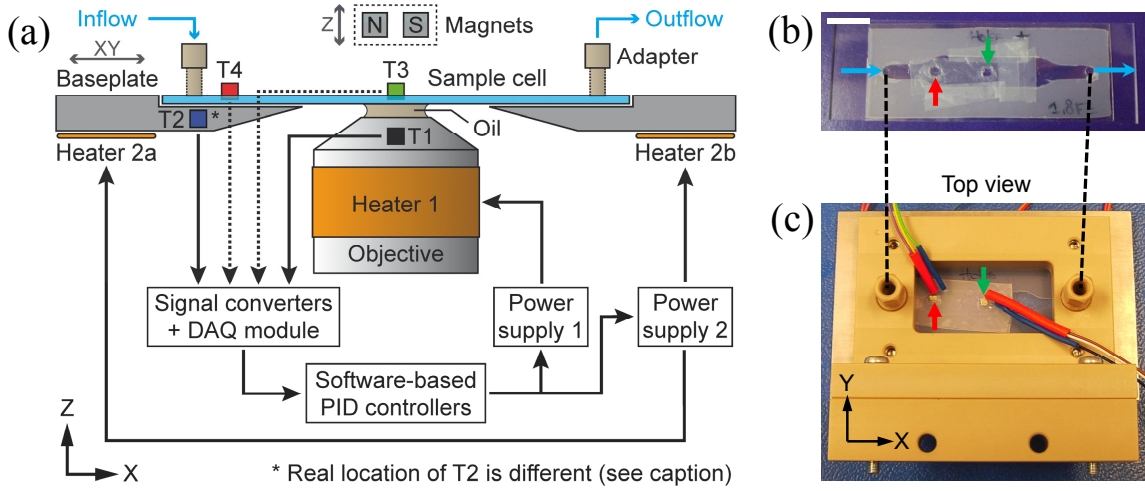 (a)
Inflow
Z
N
S
Magnets
Outflow
XY
Baseplate
T4
T3
Sample cell
Adapter
T2
*
Oil
T1
Heater 2a
Heater 2b
Heater 1
Objective
Signal converters
+ DAQ module
Power
supply 1
Power
supply 2
Software-based
PID controllers
Z
X
* Real location of T2 is different (see caption)
(b)
Top view
(c)
Y
X